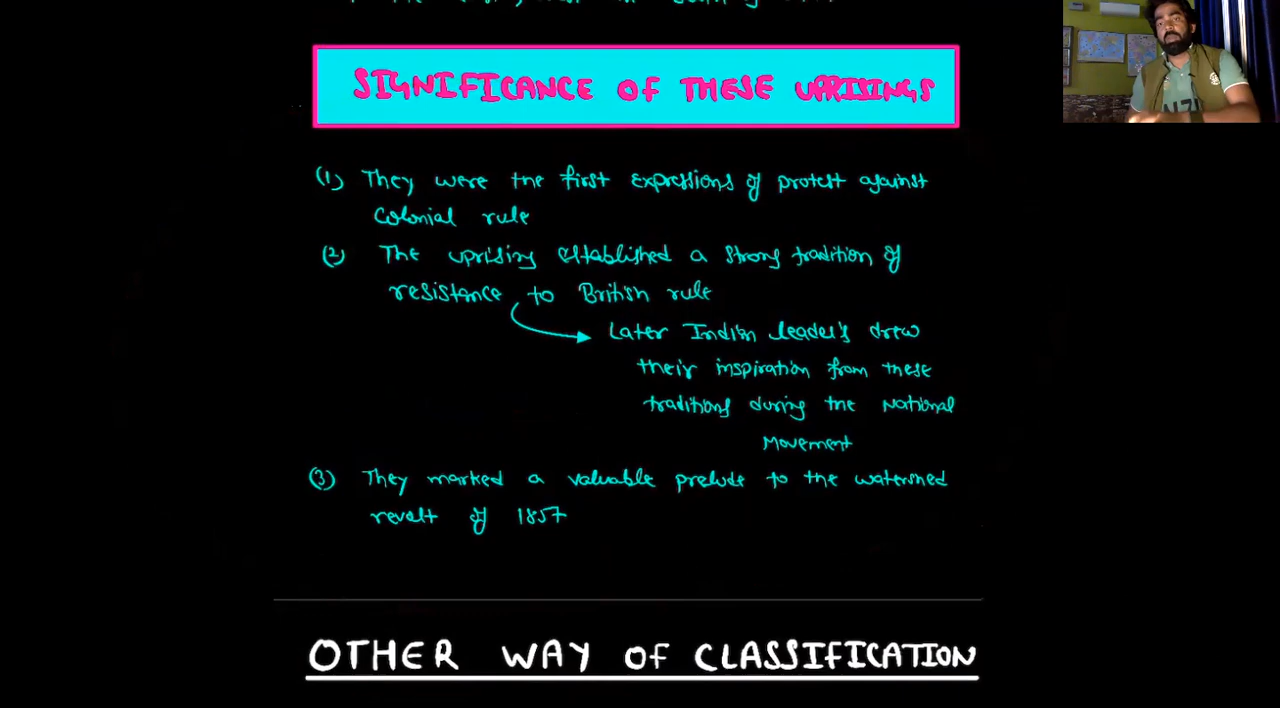 SIGNIFICANCE OF THESE UPRISINGS
(1) They were the first expressions of protest against
Colonial rule
(2) The uprising established a strong tradition of
resistance to British rule
Later Indian leader's drew
their inspiration from these
traditions during the National
Movement
(3) They marked a valuable prelude to the watershed
revolt of 1857
OTHER WAY OF CLASSIFICATION